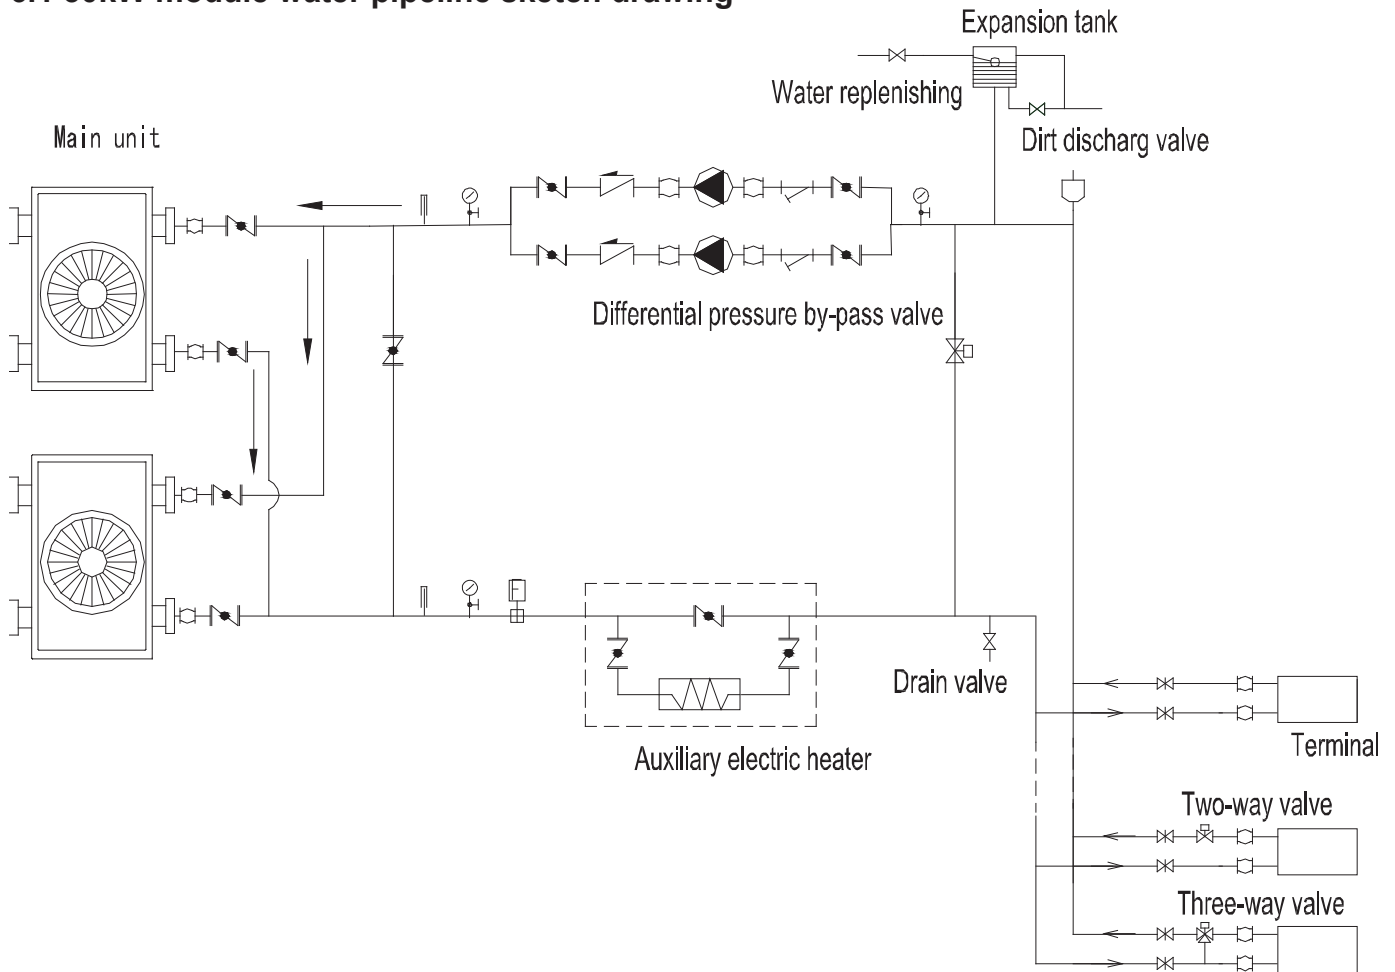 Expansion tank
Water replenishing
Dirt discharg valve
Main unit
Differential pressure by-pass valve
F
Drain valve
Auxiliary electric heater
Terminal
Two-way valve
Three-way valve